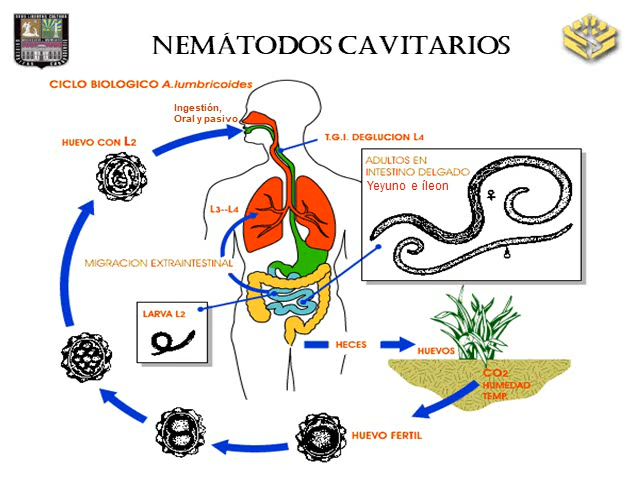 NEMÁTODOS CAVITARIOS
CICLO BIOLOGICO A.lumbricoides
Ingestión,
Oral y pasivo
HUEVO CON L2
T.G.I. DEGLUCION L4
ADULTOS EN
INTESTINO DELGADO
Yeyuno e íleon
♀
L3--L4
MIGRACION EXTRAINTESTINAL
LARVA L2
HECES
HUEVOS
CO2
HUMEDAD
TEMP.
HUEVO FERTIL